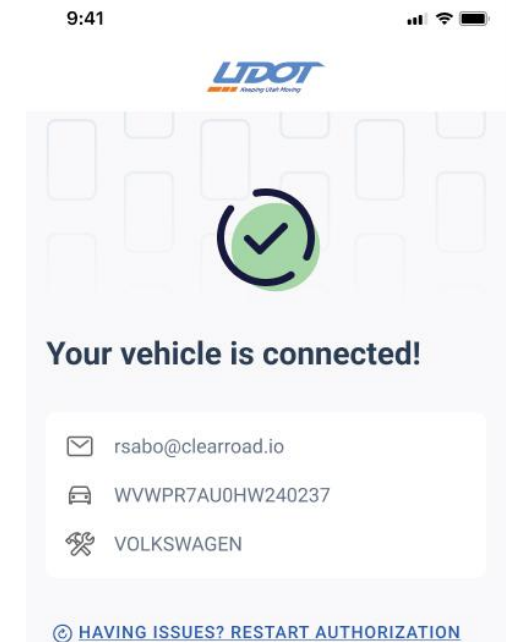 9:41
UDOT
Keeping Utah Moving
Your vehicle is connected!
rsabo@clearroad.io
WVWPR7AU0HW240237
VOLKSWAGEN
HAVING ISSUES? RESTART AUTHORIZATION